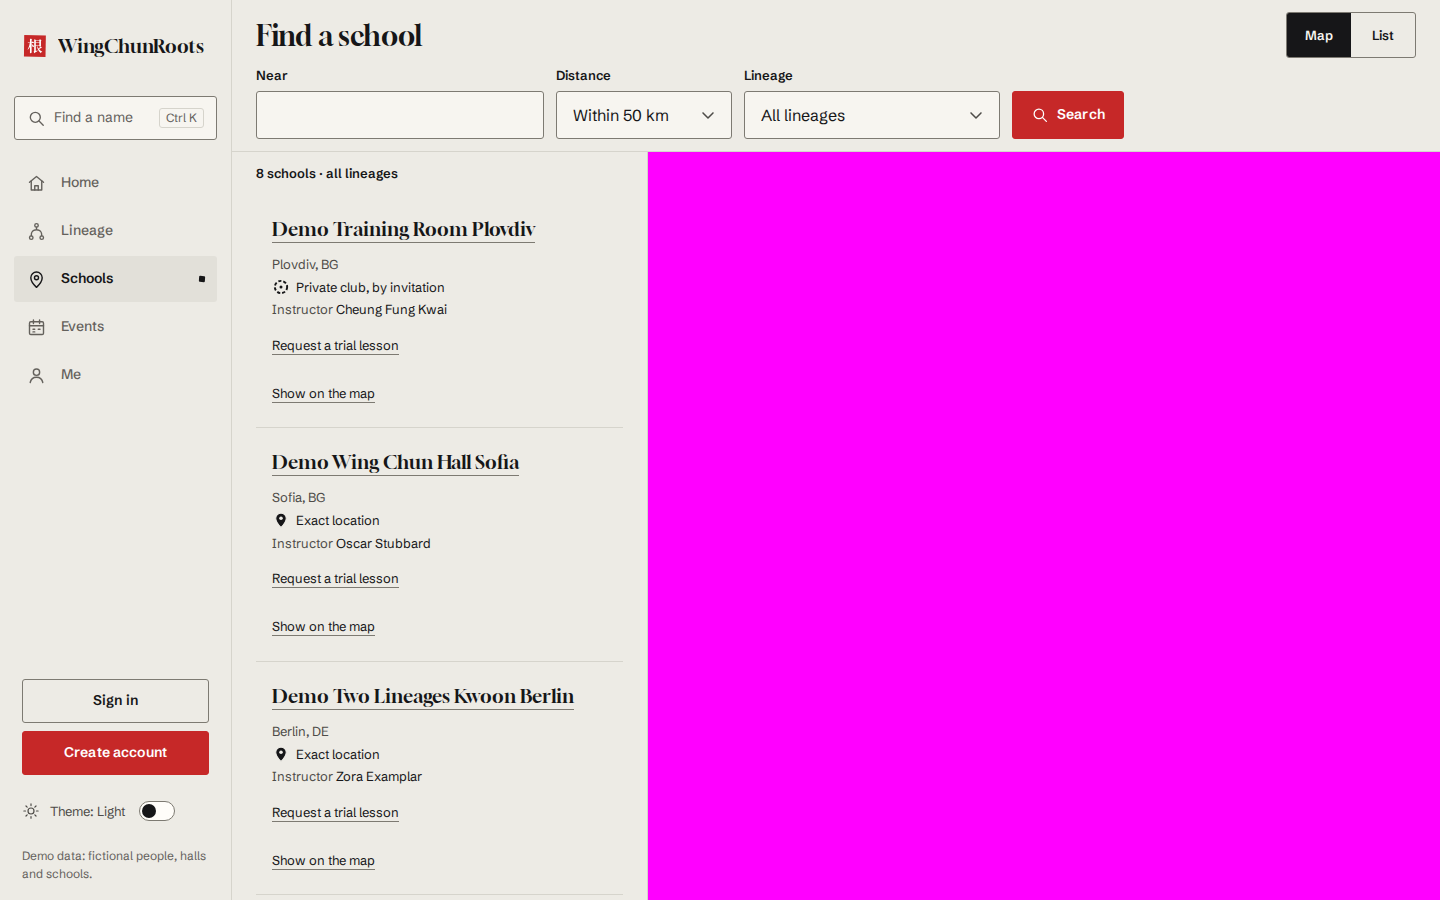 根 WingChunRoots
Find a name
Ctrl K
Home
Lineage
Schools
Events
Me
Sign in
Create account
Theme: Light
Demo data: fictional people, halls
and schools.
Find a school
Map
List
Near
Distance
Lineage
Within 50 km
All lineages
Search
8 schools · all lineages
Demo Training Room Plovdiv
Plovdiv, BG
Private club, by invitation
Instructor Cheung Fung Kwai
Request a trial lesson
Show on the map
Demo Wing Chun Hall Sofia
Sofia, BG
Exact location
Instructor Oscar Stubbard
Request a trial lesson
Show on the map
Demo Two Lineages Kwoon Berlin
Berlin, DE
Exact location
Instructor Zora Examplar
Request a trial lesson
Show on the map